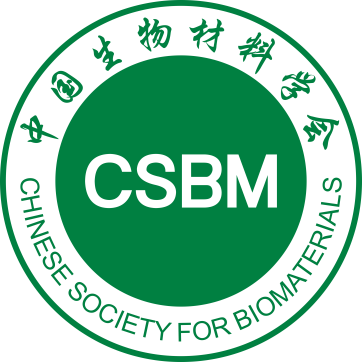 中国生物材料学会
CSBM
CHINESE SOCIETY FOR BIOMATERIALS